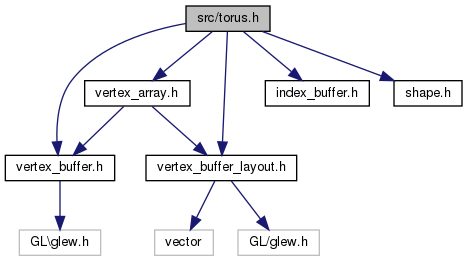 src/torus.h
vertex_array.h
index_buffer.h
shape.h
vertex_buffer.h
vertex_buffer_layout.h
GL\glew.h
vector
GL/glew.h